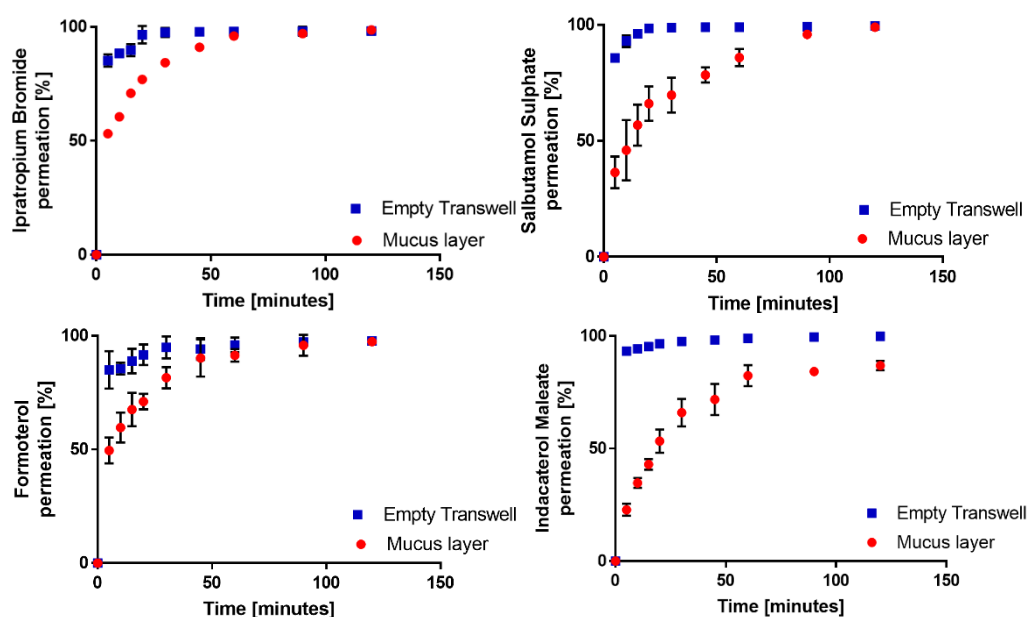 Ipratropium Bromide
permeation [%]
100
50
0
Empty Transwell
Mucus layer
0
50
100
150
Time [minutes]
Salbutamol Sulphate
permeation [%]
100
50
0
Empty Transwell
Mucus layer
0
50
100
150
Time [minutes]
Formoterol
permeation [%]
100
50
0
Empty Transwell
Mucus layer
0
50
100
150
Time [minutes]
Indacaterol Maleate
permeation [%]
100
50
0
Empty Transwell
Mucus layer
0
50
100
150
Time [minutes]